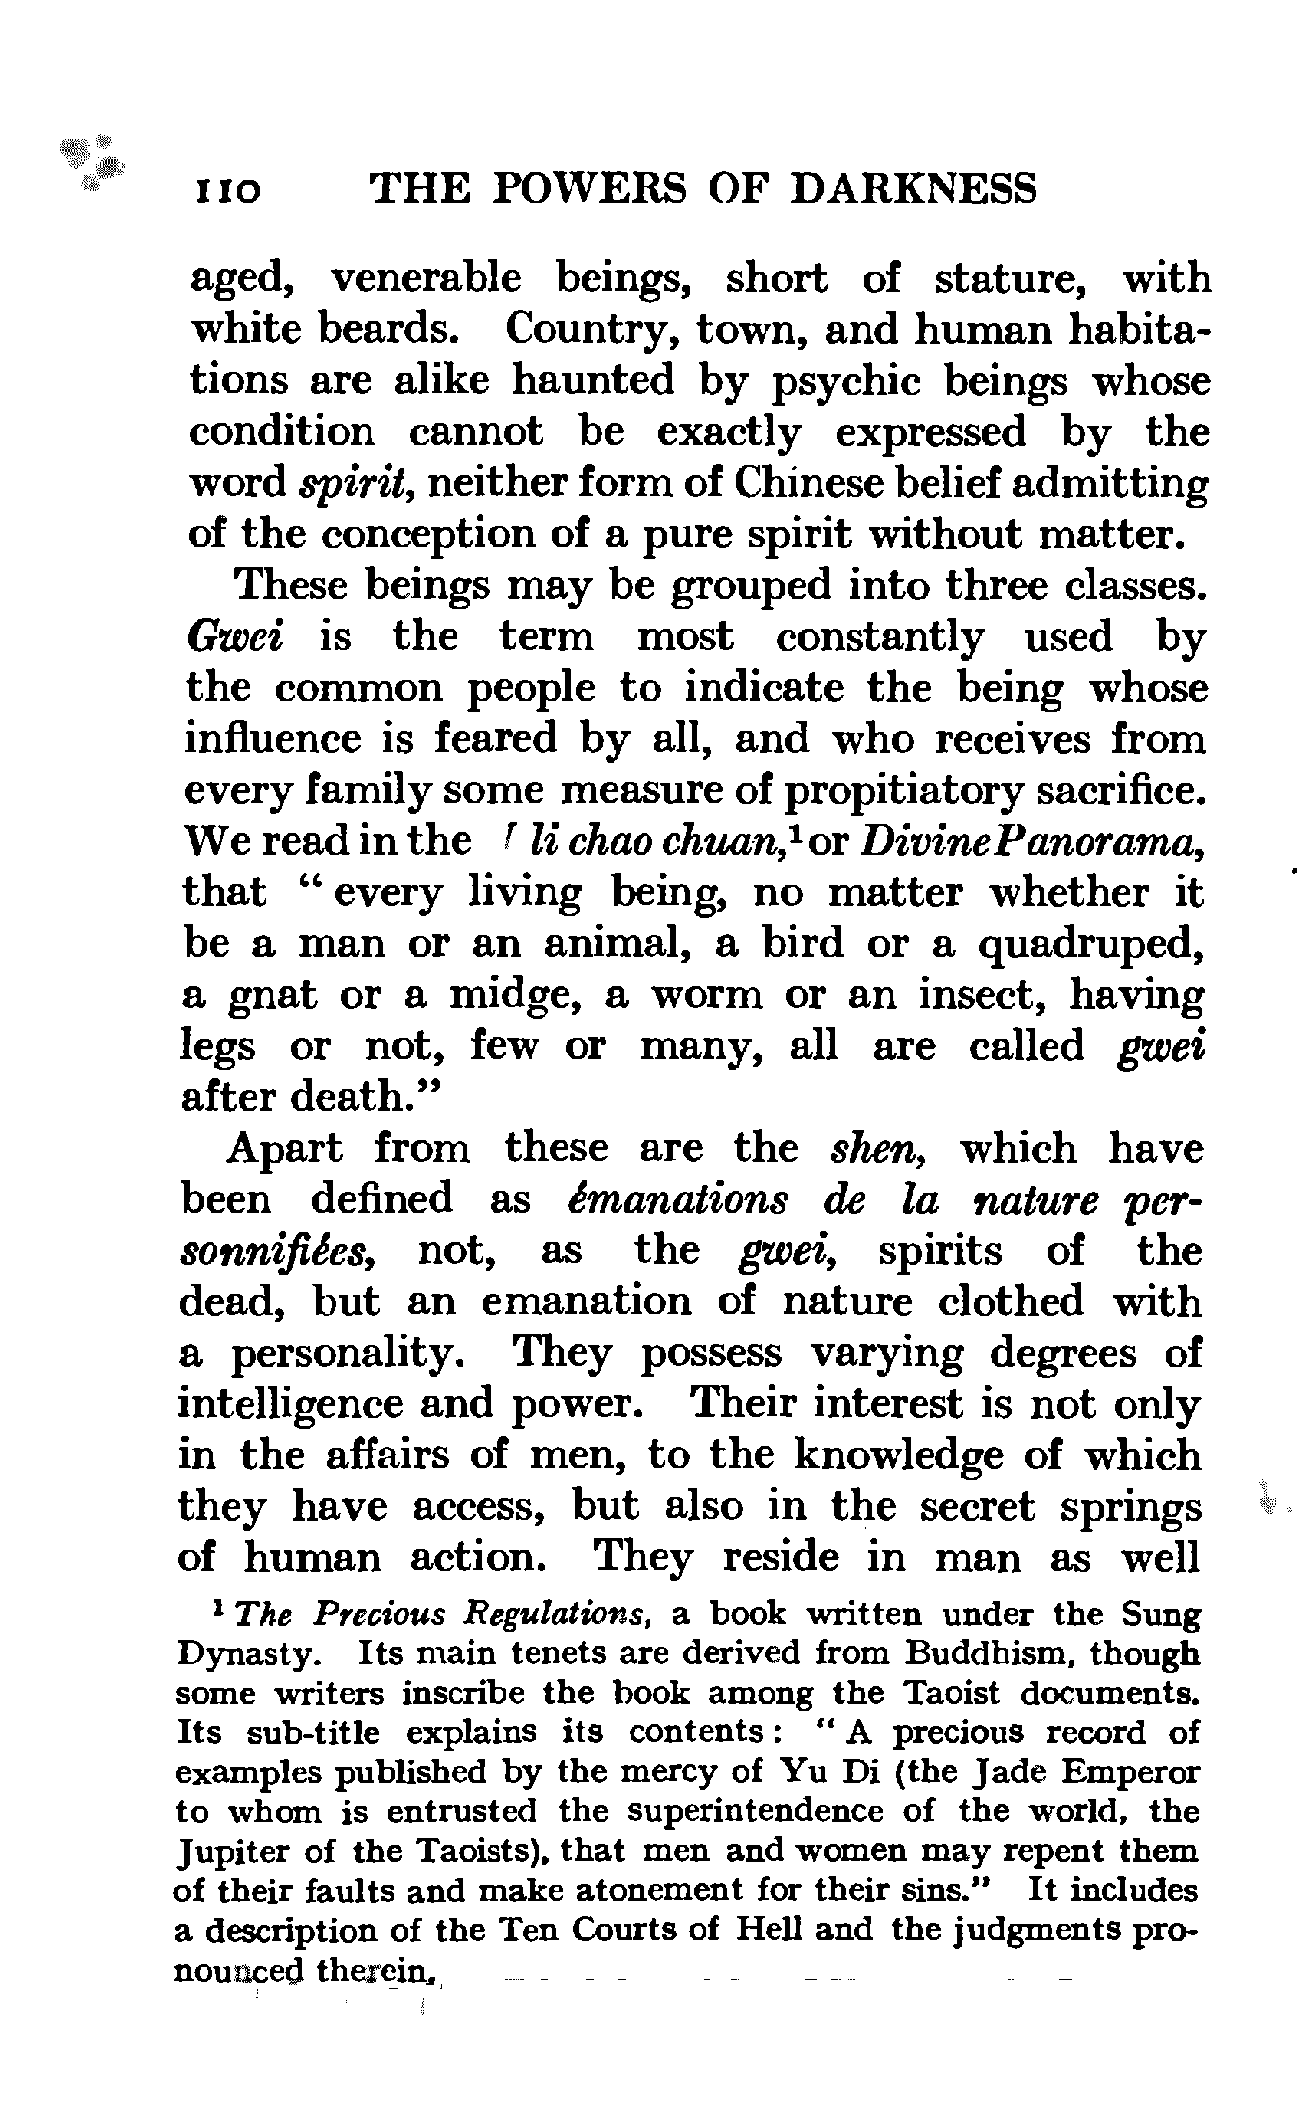 110 THE POWERS OF DARKNESS
aged, venerable beings, short of stature, with
white beards. Country, town, and human habita-
tions are alike haunted by psychic beings whose
condition cannot be exactly expressed by the
word spirit, neither form of Chinese belief admitting
of the conception of a pure spirit without matter.
These beings may be grouped into three classes.
Gwei is the term most constantly used by
the common people to indicate the being whose
influence is feared by all, and who receives from
every family some measure of propitiatory sacrifice.
We read in the li chao chuan,¹ or Divine Panorama,
that “ every living being, no matter whether it
be a man or an animal, a bird or a quadruped,
a gnat or a midge, a worm or an insect, having
legs or not, few or many, all are called gwei
after death.”
Apart from these are the shen, which have
been defined as émanations de la nature per-
sonnifiées, not, as the gwei, spirits of the
dead, but an emanation of nature clothed with
a personality. They possess varying degrees of
intelligence and power. Their interest is not only
in the affairs of men, to the knowledge of which
they have access, but also in the secret springs
of human action. They reside in man as well
¹ The Precious Regulations, a book written under the Sung
Dynasty. Its main tenets are derived from Buddhism, though
some writers inscribe the book among the Taoist documents.
Its sub-title explains its contents : “ A precious record of
examples published by the mercy of Yu Di (the Jade Emperor
to whom is entrusted the superintendence of the world, the
Jupiter of the Taoists), that men and women may repent them
of their faults and make atonement for their sins.” It includes
a description of the Ten Courts of Hell and the judgments pro-
nounced therein.